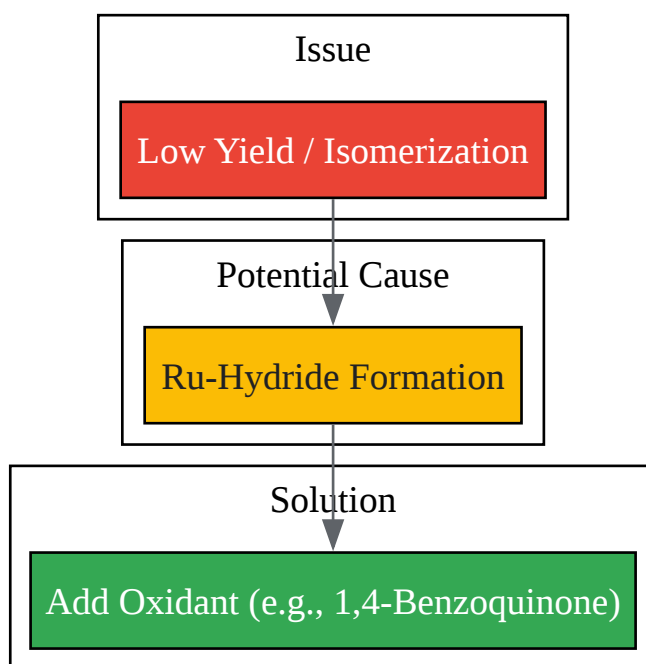 Issue
Low Yield / Isomerization
Potential Cause
Ru-Hydride Formation
Solution
Add Oxidant (e.g., 1,4-Benzoquinone)